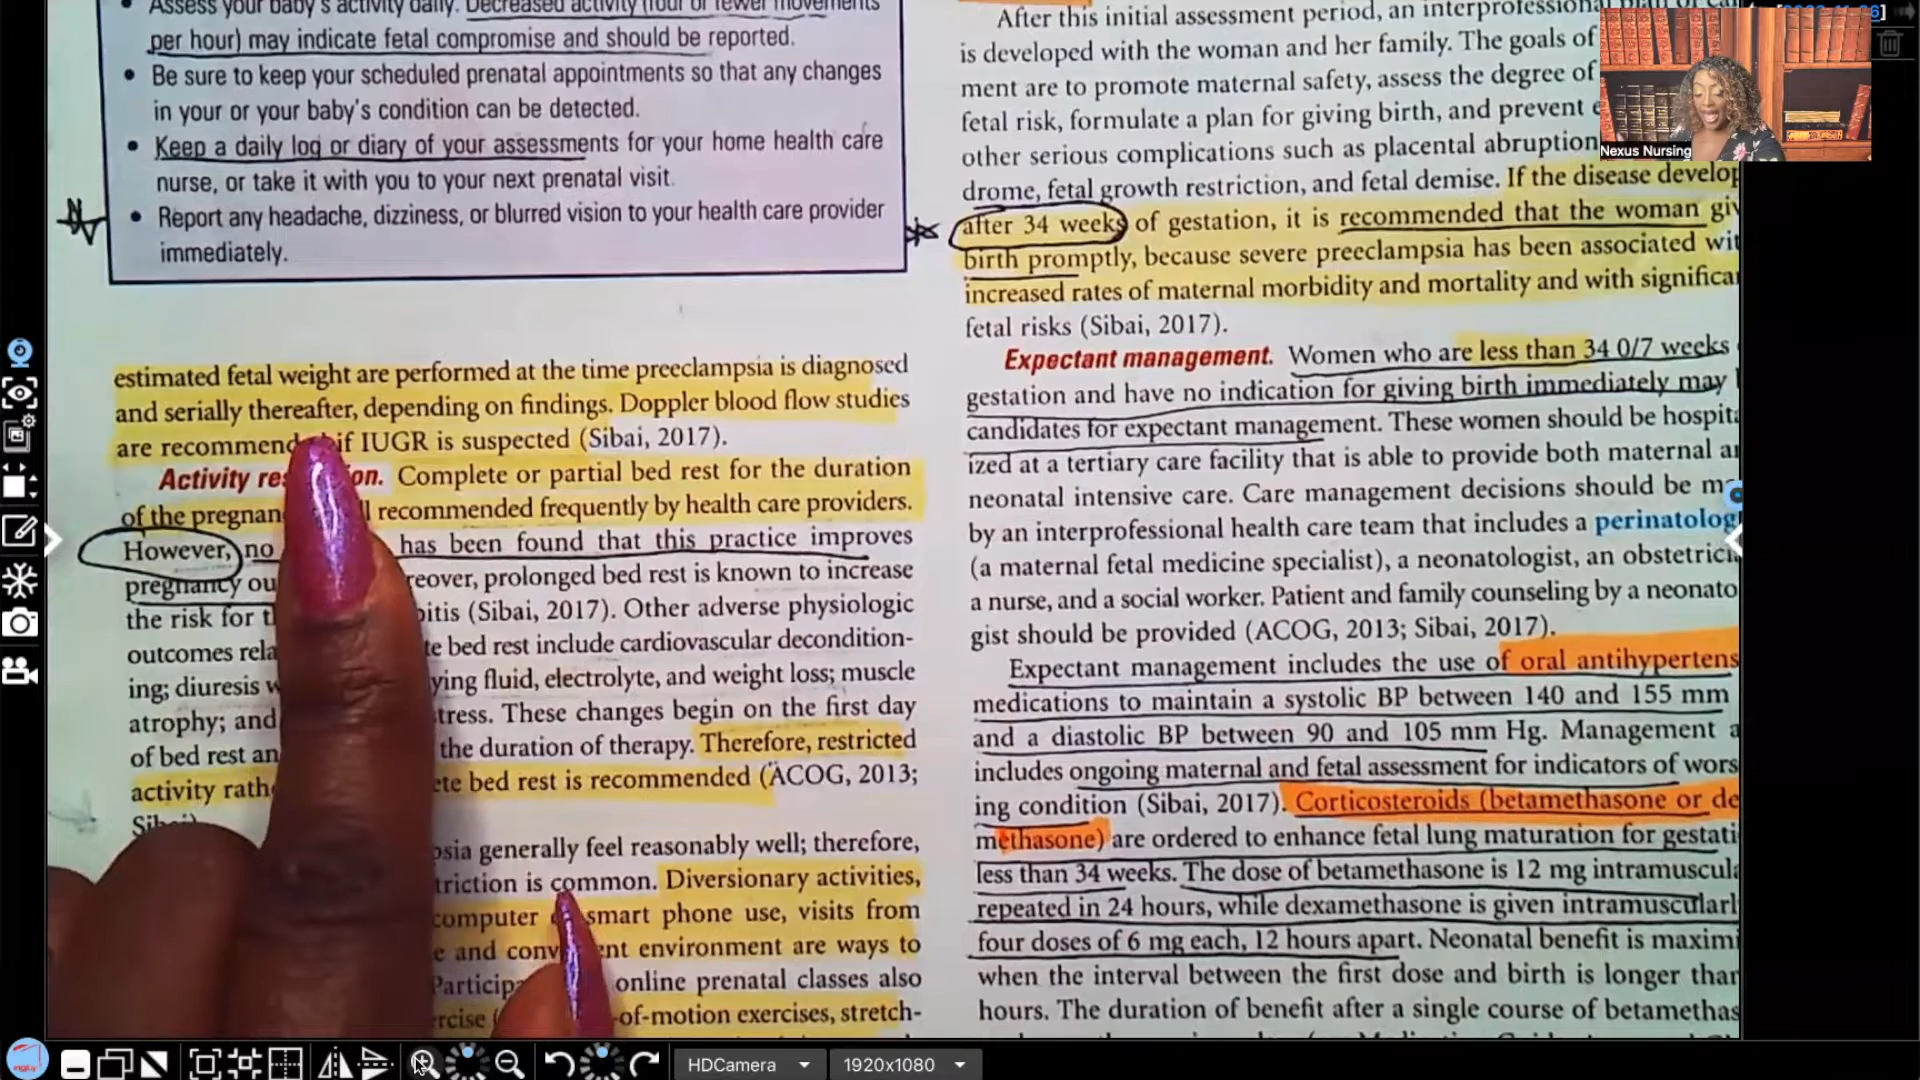 Assess your baby's activity daily. Decreased activity (four or fewer movements
per hour) may indicate fetal compromise and should be reported.
• Be sure to keep your scheduled prenatal appointments so that any changes
in your or your baby's condition can be detected.
• Keep a daily log or diary of your assessments for your home health care
nurse, or take it with you to your next prenatal visit.
• Report any headache, dizziness, or blurred vision to your health care provider
immediately.
estimated fetal weight are performed at the time preeclampsia is diagnosed
and serially thereafter, depending on findings. Doppler blood flow studies
are recommend if IUGR is suspected (Sibai, 2017).
Activity res on. Complete or partial bed rest for the duration
of the pregnan recommended frequently by health care providers.
However, no has been found that this practice improves
pregnancy ou reover, prolonged bed rest is known to increase
the risk for t bitis (Sibai, 2017). Other adverse physiologic
outcomes rela te bed rest include cardiovascular decondition-
ing; diuresis w ying fluid, electrolyte, and weight loss; muscle
atrophy; and tress. These changes begin on the first day
of bed rest an the duration of therapy. Therefore, restricted
activity rath ete bed rest is recommended (ACOG, 2013;
Sibai)
psia generally feel reasonably well; therefore,
triction is common. Diversionary activities,
computer smart phone use, visits from
e and conv nt environment are ways to
Particip online prenatal classes also
rcise -of-motion exercises, stretch-
After this initial assessment period, an interprofessional plan of car
is developed with the woman and her family. The goals of
ment are to promote maternal safety, assess the degree of
fetal risk, formulate a plan for giving birth, and prevent e
other serious complications such as placental abruption
drome, fetal growth restriction, and fetal demise. If the disease develop
after 34 weeks of gestation, it is recommended that the woman giv
birth promptly, because severe preeclampsia has been associated wit
increased rates of maternal morbidity and mortality and with significa
fetal risks (Sibai, 2017).
Expectant management. Women who are less than 34 0/7 weeks
gestation and have no indication for giving birth immediately may
candidates for expectant management. These women should be hospita
ized at a tertiary care facility that is able to provide both maternal an
neonatal intensive care. Care management decisions should be m
by an interprofessional health care team that includes a perinatolog
(a maternal fetal medicine specialist), a neonatologist, an obstetricia
a nurse, and a social worker. Patient and family counseling by a neonato
gist should be provided (ACOG, 2013; Sibai, 2017).
Expectant management includes the use of oral antihypertens
medications to maintain a systolic BP between 140 and 155 mm
and a diastolic BP between 90 and 105 mm Hg. Management a
includes ongoing maternal and fetal assessment for indicators of wors
ing condition (Sibai, 2017). Corticosteroids (betamethasone or de
methasone) are ordered to enhance fetal lung maturation for gestati
less than 34 weeks. The dose of betamethasone is 12 mg intramuscula
repeated in 24 hours, while dexamethasone is given intramuscularl
four doses of 6 mg each, 12 hours apart. Neonatal benefit is maximi
when the interval between the first dose and birth is longer than
hours. The duration of benefit after a single course of betamethas
Nexus Nursing
HDCamera
1920x1080